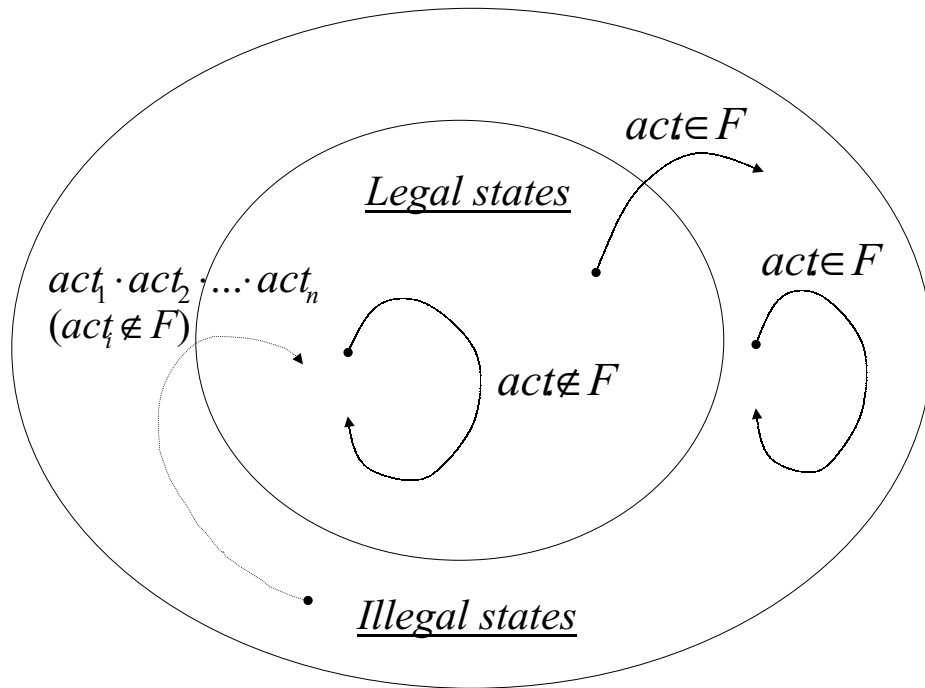 act ∈ F
Legal states
act ∈ F
act₁ · act₂ · ... · actₙ
(actᵢ ∉ F)
act ∉ F
Illegal states